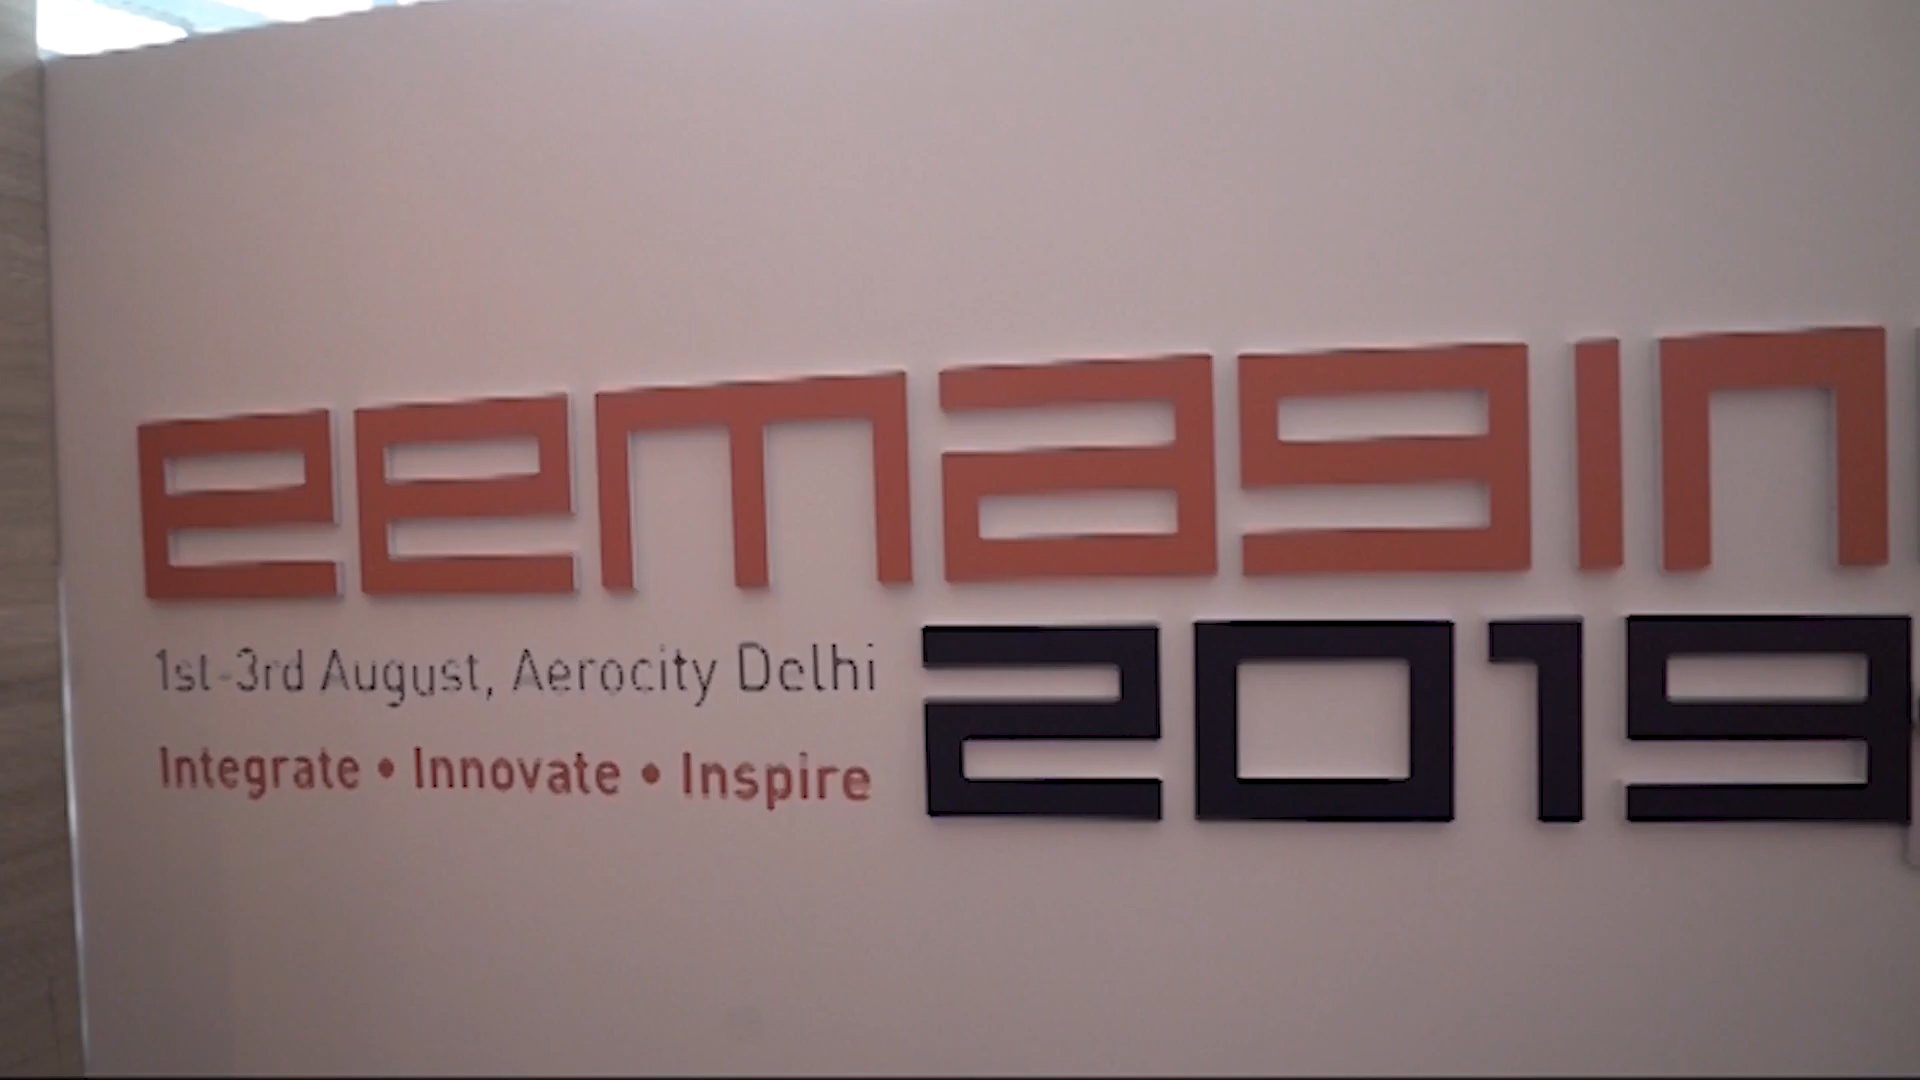 eemagin
2019
1st-3rd August, Aerocity Delhi
Integrate • Innovate • Inspire